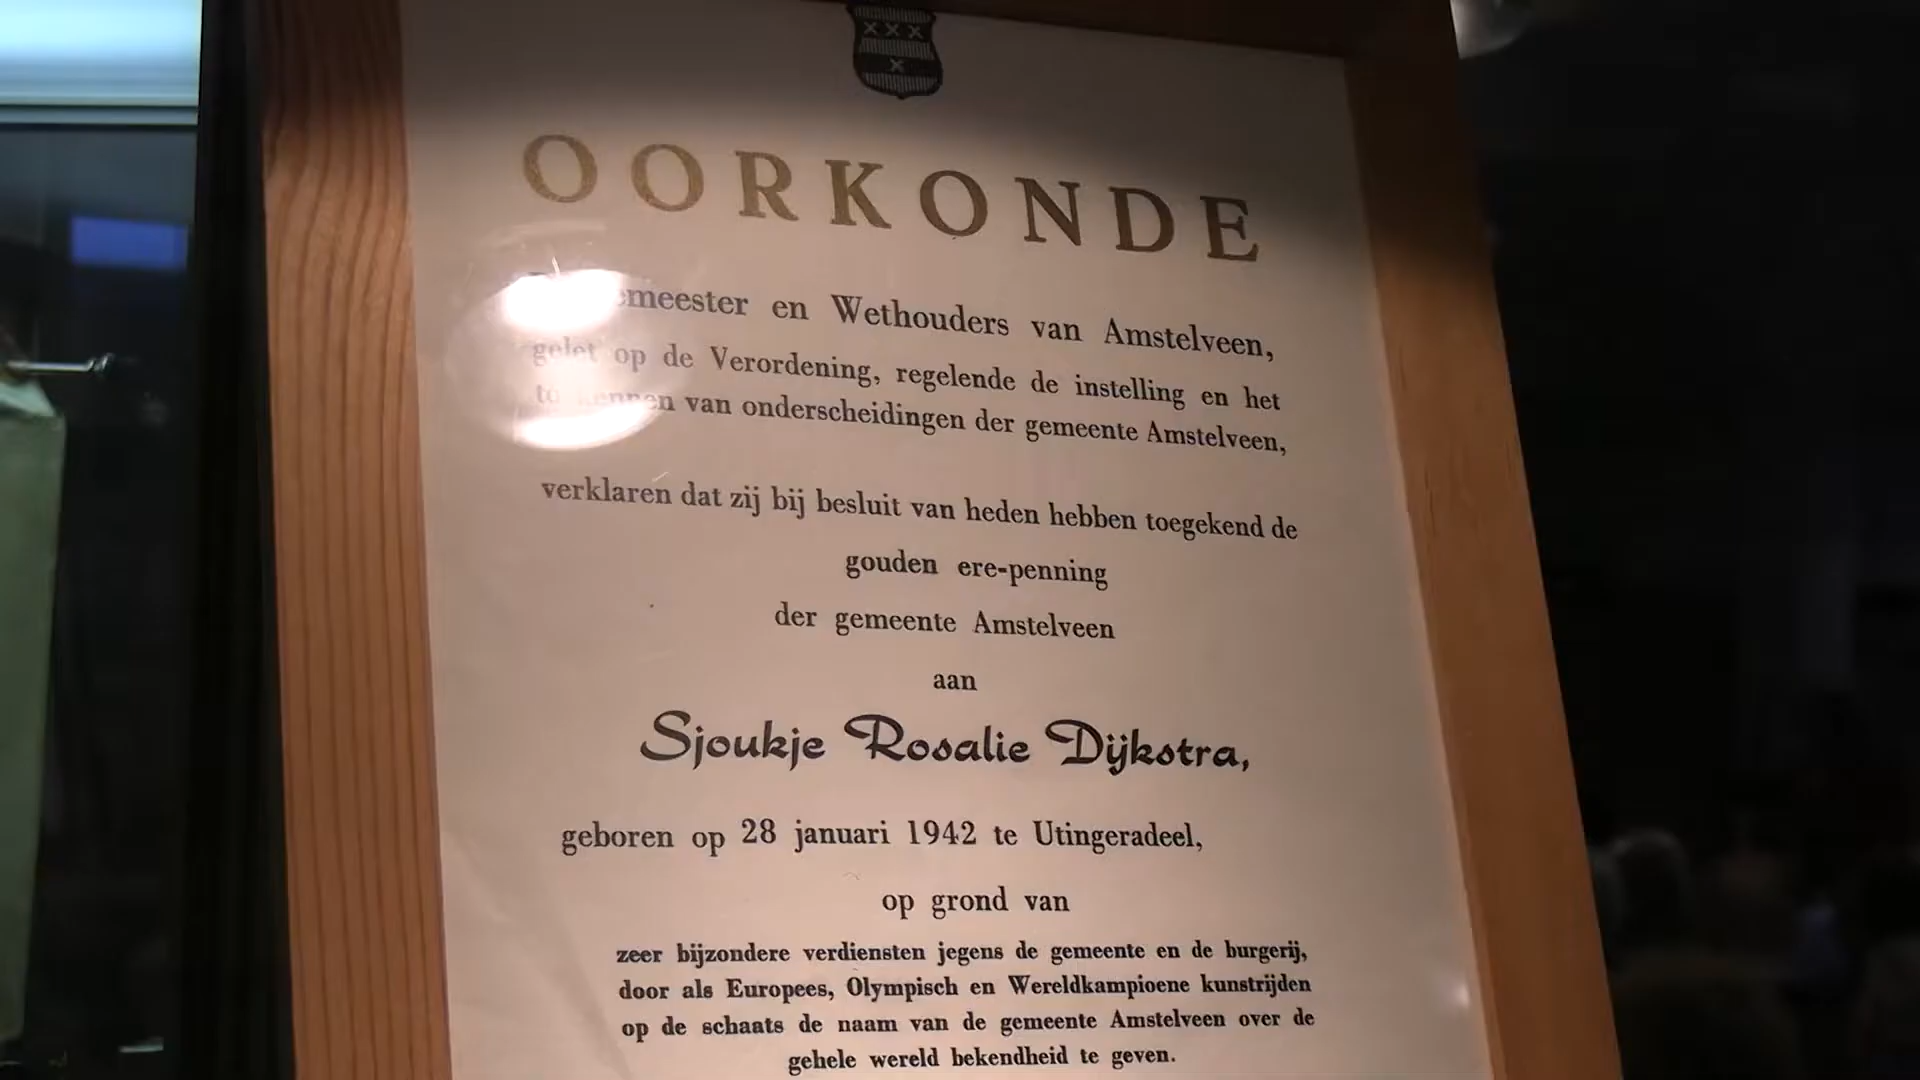 OORKONDE
en Wethouders van Amstelveen,
gelet op de Verordening, regelende de instelling en het
van onderscheidingen der gemeente Amstelveen,
verklaren dat zij bij besluit van heden hebben toegekend de
gouden ere-penning
der gemeente Amstelveen
aan
Sjoukje Rosalie Dijkstra,
geboren op 28 januari 1942 te Utingeradeel,
op grond van
zeer bijzondere verdiensten jegens de gemeente en de burgerij,
door als Europees, Olympisch en Wereldkampioene kunstrijden
op de schaats de naam van de gemeente Amstelveen over de
gehele wereld bekendheid te geven.